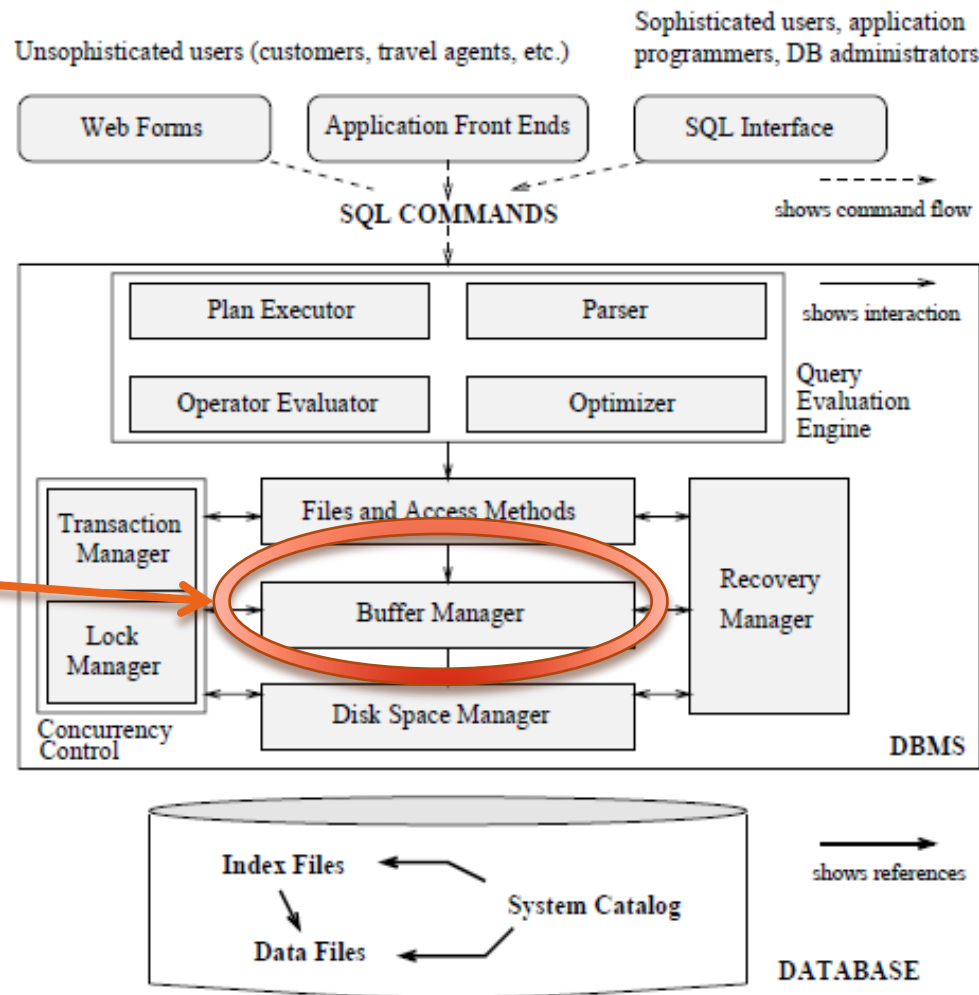 Unsophisticated users (customers, travel agents, etc.)
Sophisticated users, application
programmers, DB administrators
Web Forms
Application Front Ends
SQL Interface
SQL COMMANDS
shows command flow
Plan Executor
Parser
shows interaction
Operator Evaluator
Optimizer
Query
Evaluation
Engine
Transaction
Manager
Files and Access Methods
Recovery
Manager
Buffer Manager
Lock
Manager
Disk Space Manager
Concurrency
Control
DBMS
Index Files
shows references
System Catalog
Data Files
DATABASE